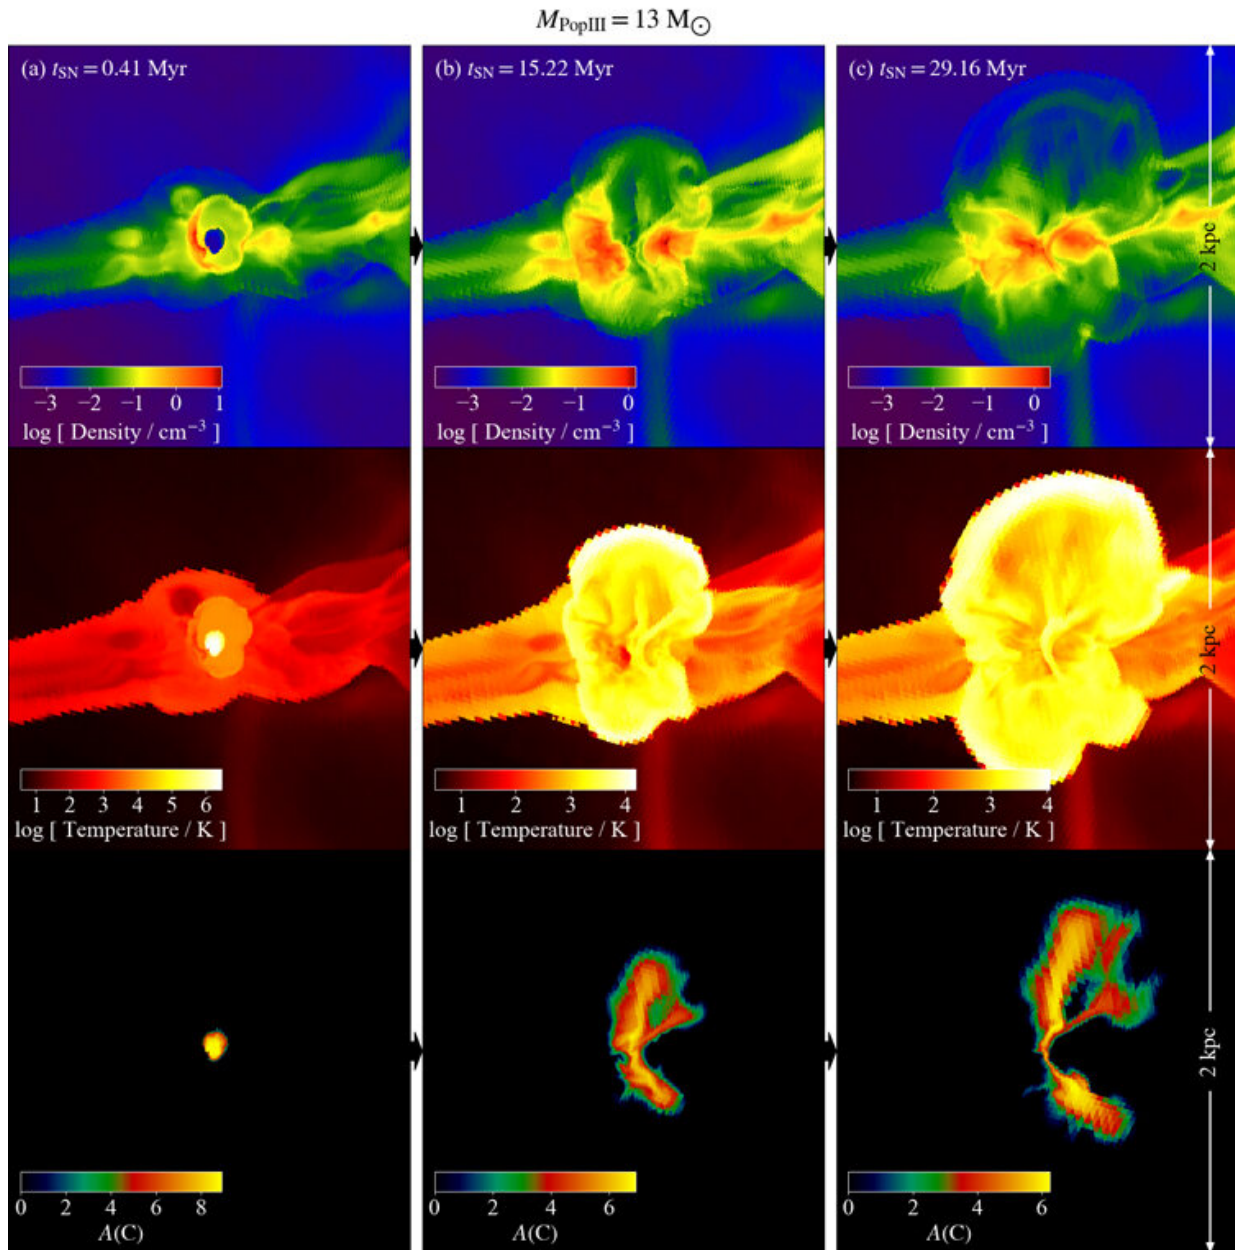 M_PopIII = 13 M_⊙
(a) t_SN = 0.41 Myr
(b) t_SN = 15.22 Myr
(c) t_SN = 29.16 Myr
2 kpc
−3 −2 −1 0 1
log [ Density / cm⁻³ ]
−3 −2 −1 0
log [ Density / cm⁻³ ]
−3 −2 −1 0
log [ Density / cm⁻³ ]
2 kpc
1 2 3 4 5 6
log [ Temperature / K ]
1 2 3 4
log [ Temperature / K ]
1 2 3 4
log [ Temperature / K ]
2 kpc
0 2 4 6 8
A(C)
0 2 4 6
A(C)
0 2 4 6
A(C)